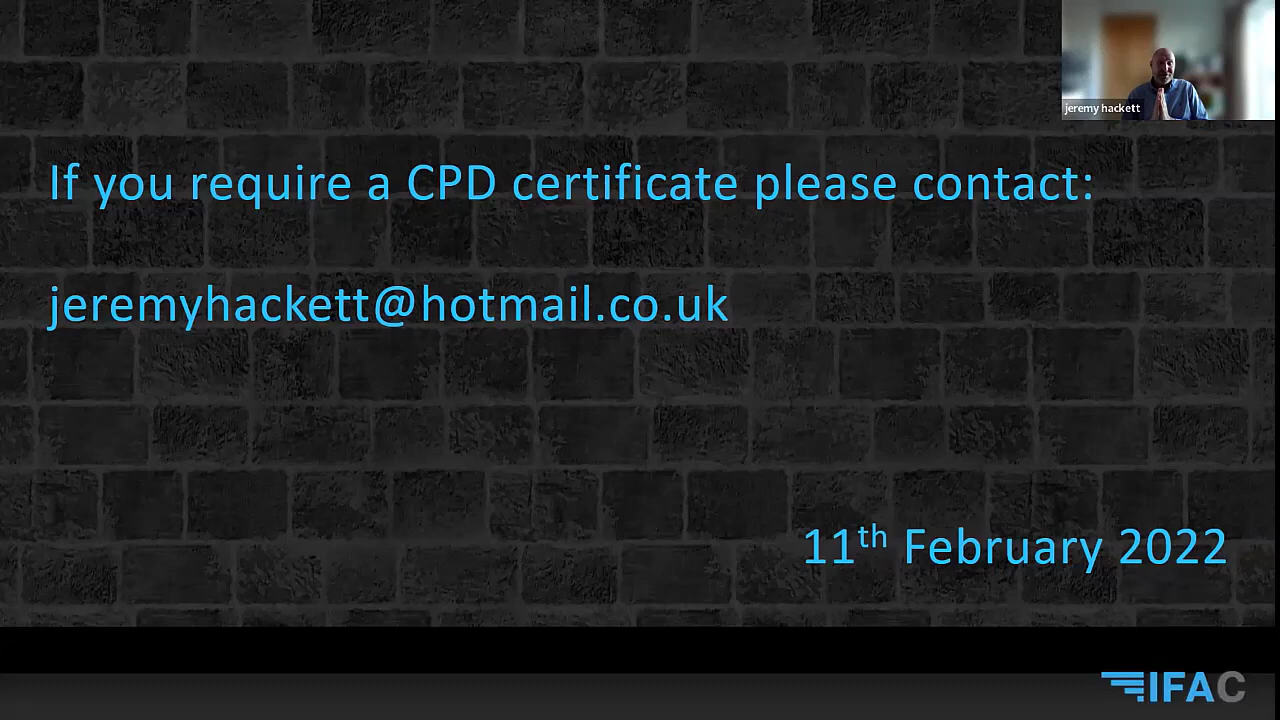 jeremy hackett
If you require a CPD certificate please contact:
jeremyhackett@hotmail.co.uk
11th February 2022
IFAC